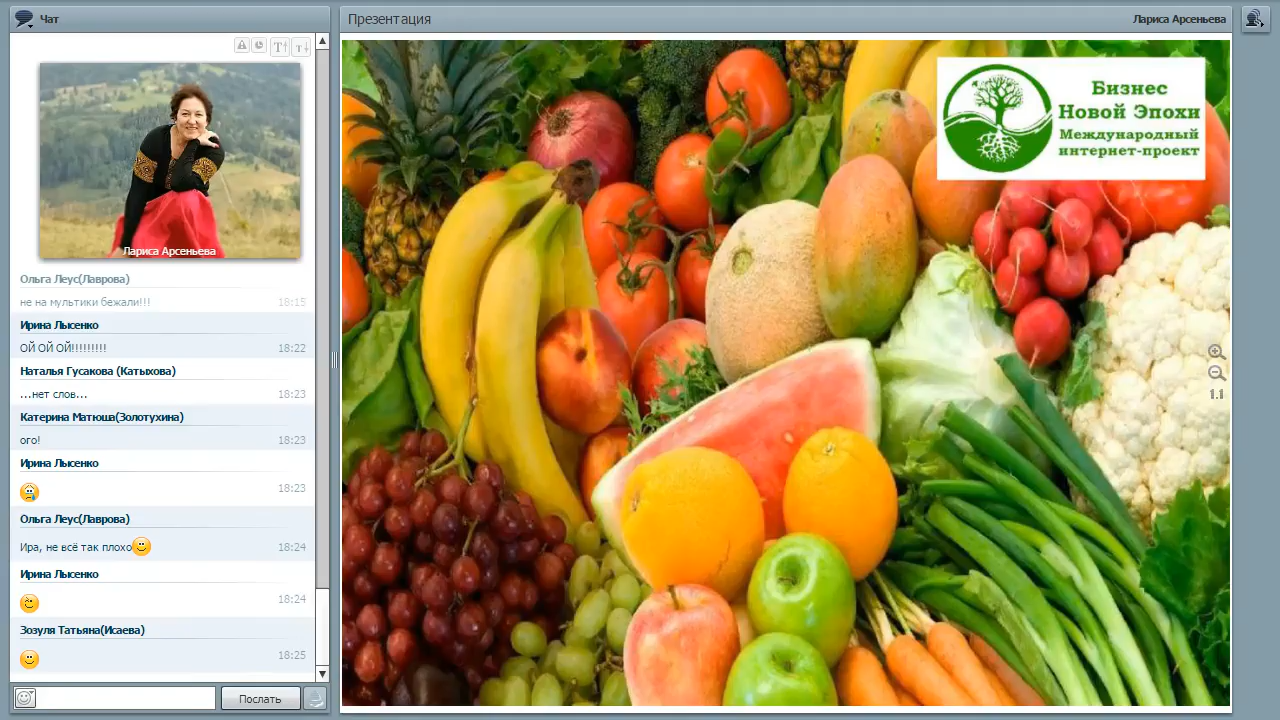 Чат
Лариса Арсеньева
Ольга Леус(Лаврова)
не на мультики бежали!!!
18:15
Ирина Лысенко
ОЙ ОЙ ОЙ!!!!!!!!!
18:22
Наталья Гусакова (Катыхова)
...нет слов...
18:23
Катерина Матюша(Золотухина)
ого!
18:23
Ирина Лысенко
18:23
Ольга Леус(Лаврова)
Ира, не всё так плохо
18:24
Ирина Лысенко
18:24
Зозуля Татьяна(Исаева)
18:25
Послать
Презентация
Лариса Арсеньева
Бизнес
Новой Эпохи
Международный
интернет-проект
1.1